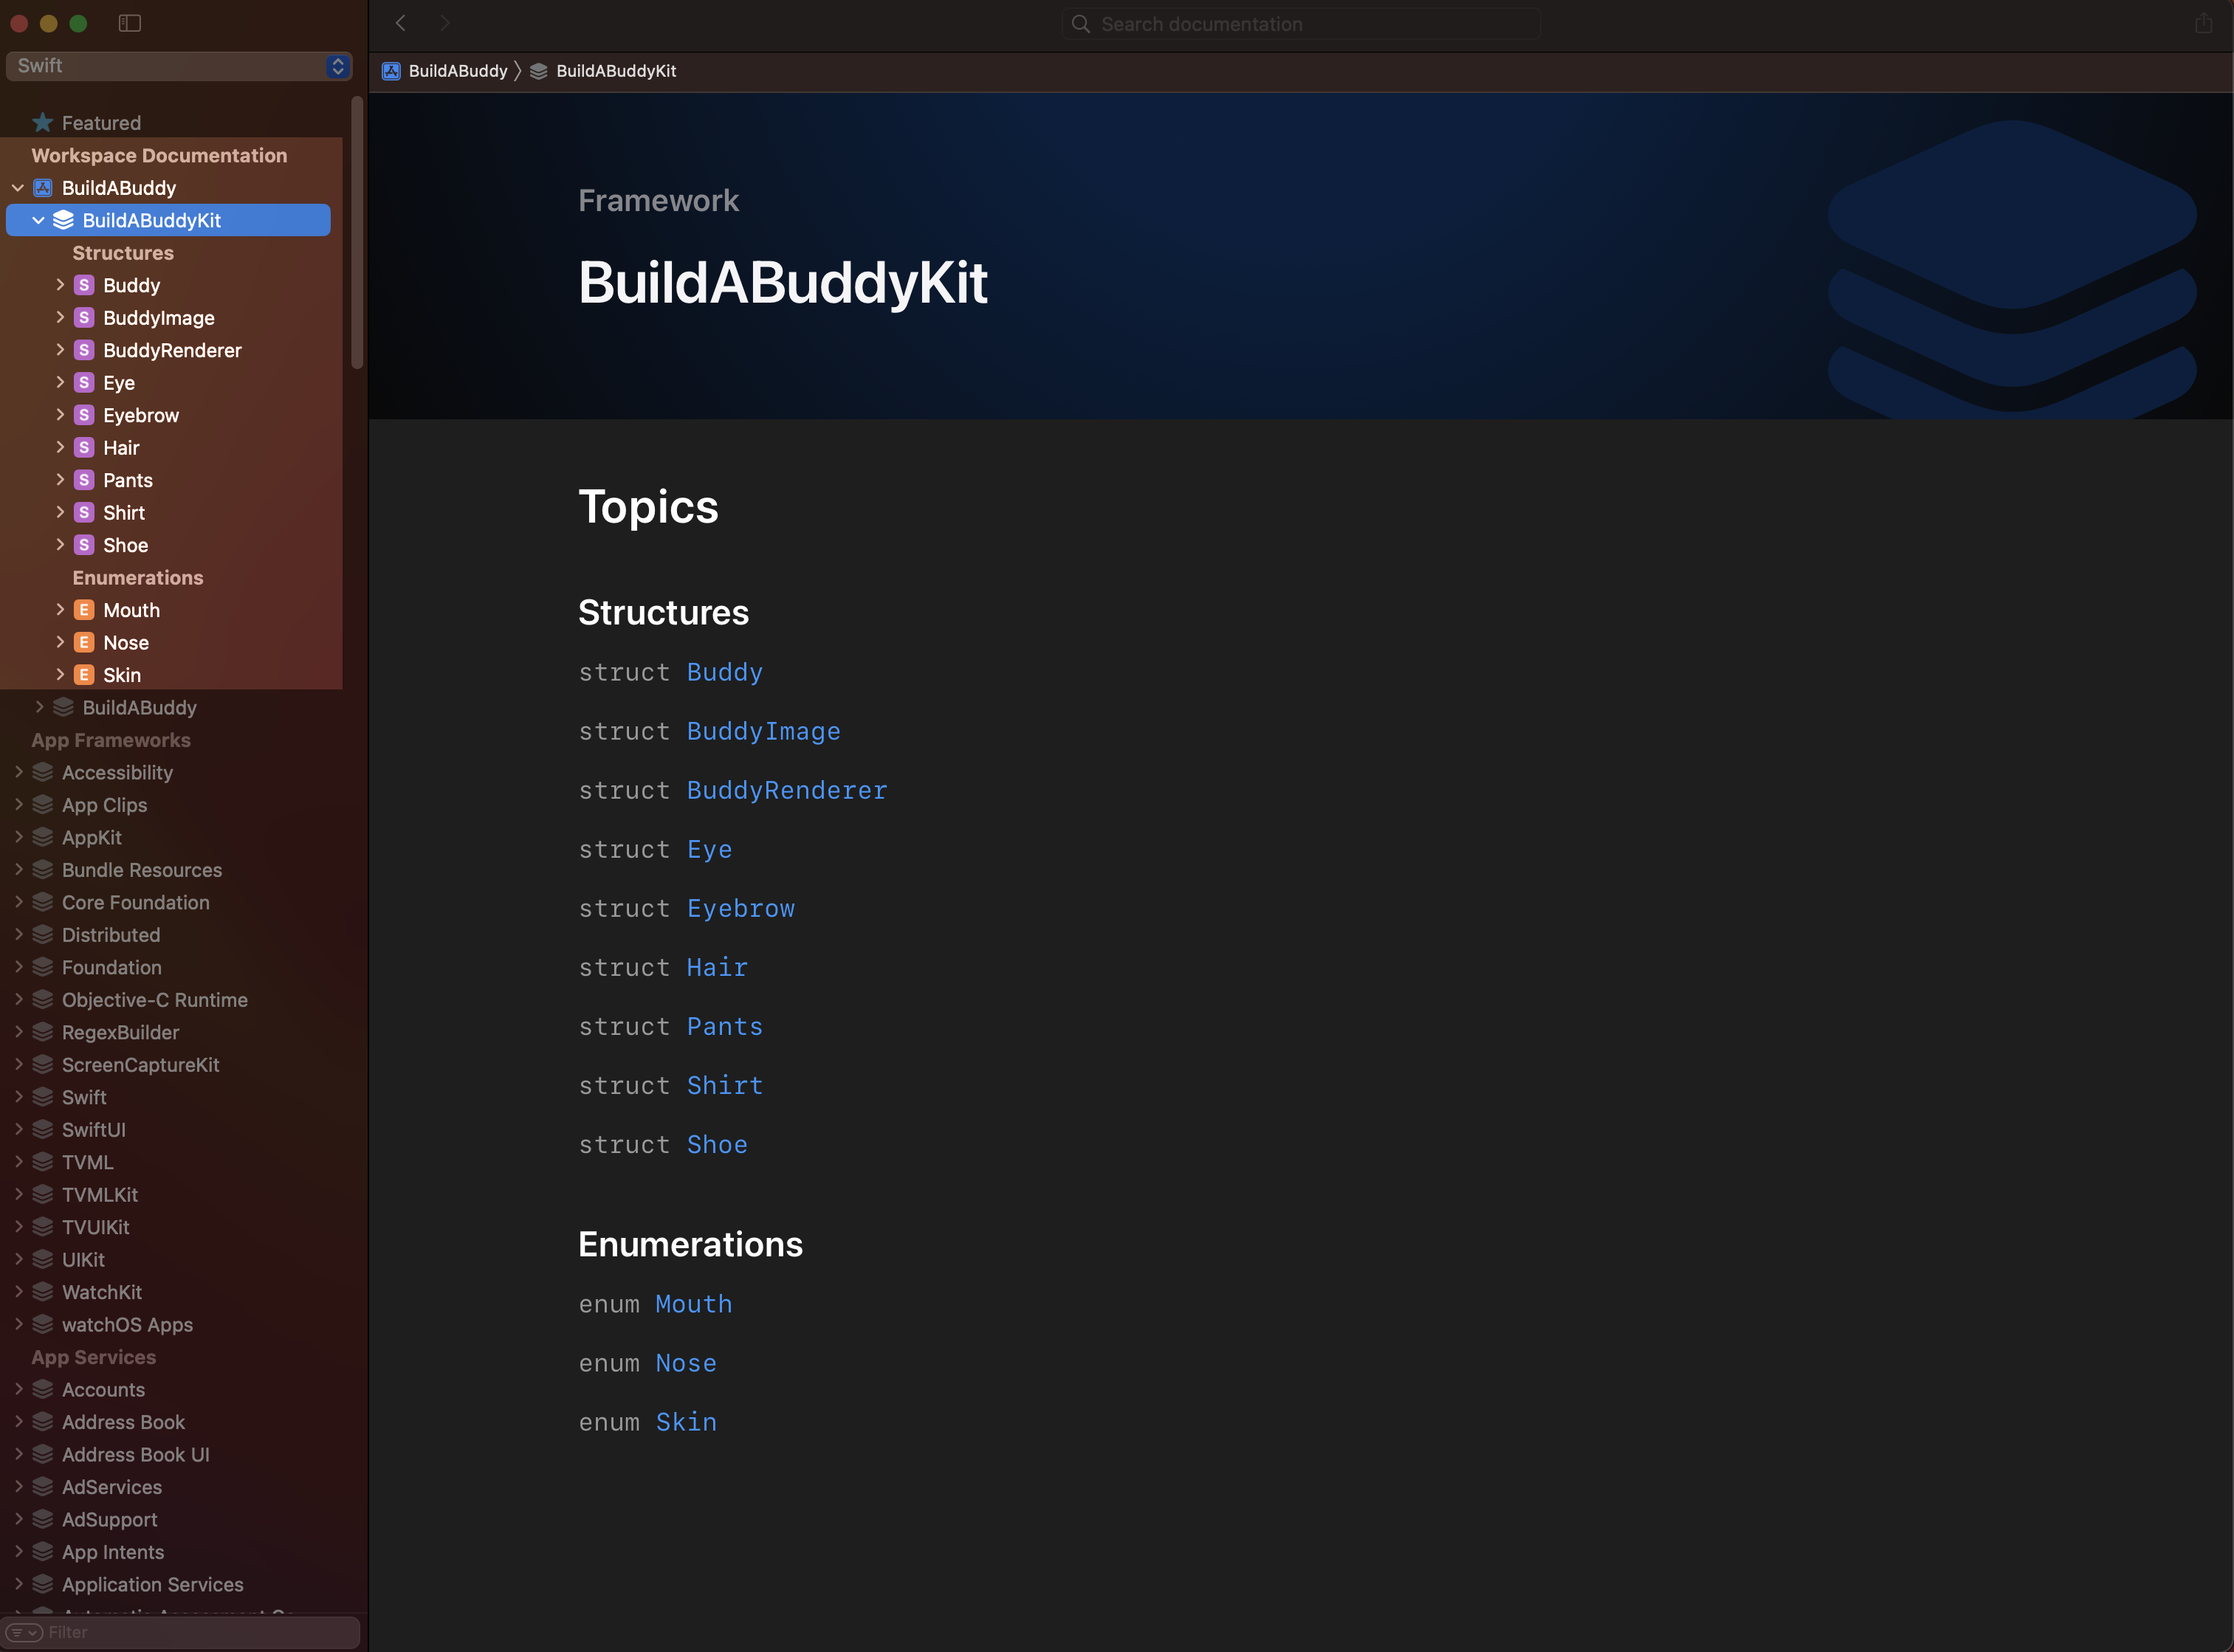 Swift
Featured
Workspace Documentation
BuildABuddy
BuildABuddyKit
Structures
S Buddy
S BuddyImage
S BuddyRenderer
S Eye
S Eyebrow
S Hair
S Pants
S Shirt
S Shoe
Enumerations
E Mouth
E Nose
E Skin
BuildABuddy
App Frameworks
Accessibility
App Clips
AppKit
Bundle Resources
Core Foundation
Distributed
Foundation
Objective-C Runtime
RegexBuilder
ScreenCaptureKit
Swift
SwiftUI
TVML
TVMLKit
TVUIKit
UIKit
WatchKit
watchOS Apps
App Services
Accounts
Address Book
Address Book UI
AdServices
AdSupport
App Intents
Application Services
Filter
Search documentation
BuildABuddy BuildABuddyKit
Framework
BuildABuddyKit
Topics
Structures
struct Buddy
struct BuddyImage
struct BuddyRenderer
struct Eye
struct Eyebrow
struct Hair
struct Pants
struct Shirt
struct Shoe
Enumerations
enum Mouth
enum Nose
enum Skin